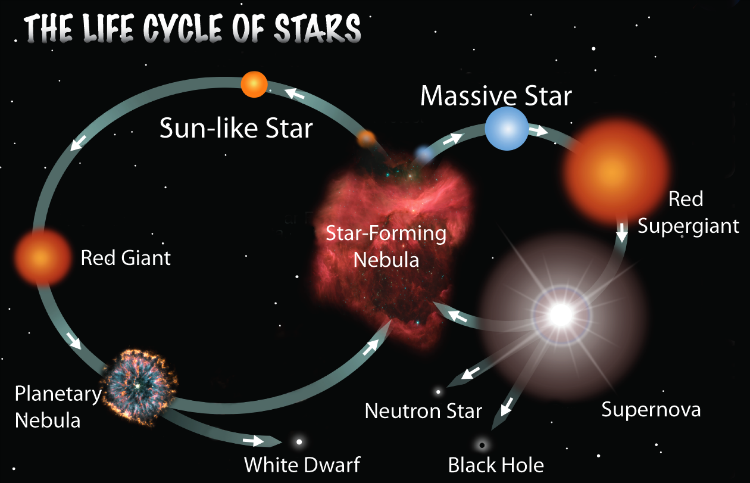 THE LIFE CYCLE OF STARS
Massive Star
Sun-like Star
Red
Supergiant
Star-Forming
Nebula
Red Giant
Planetary
Nebula
Neutron Star
Supernova
White Dwarf
Black Hole